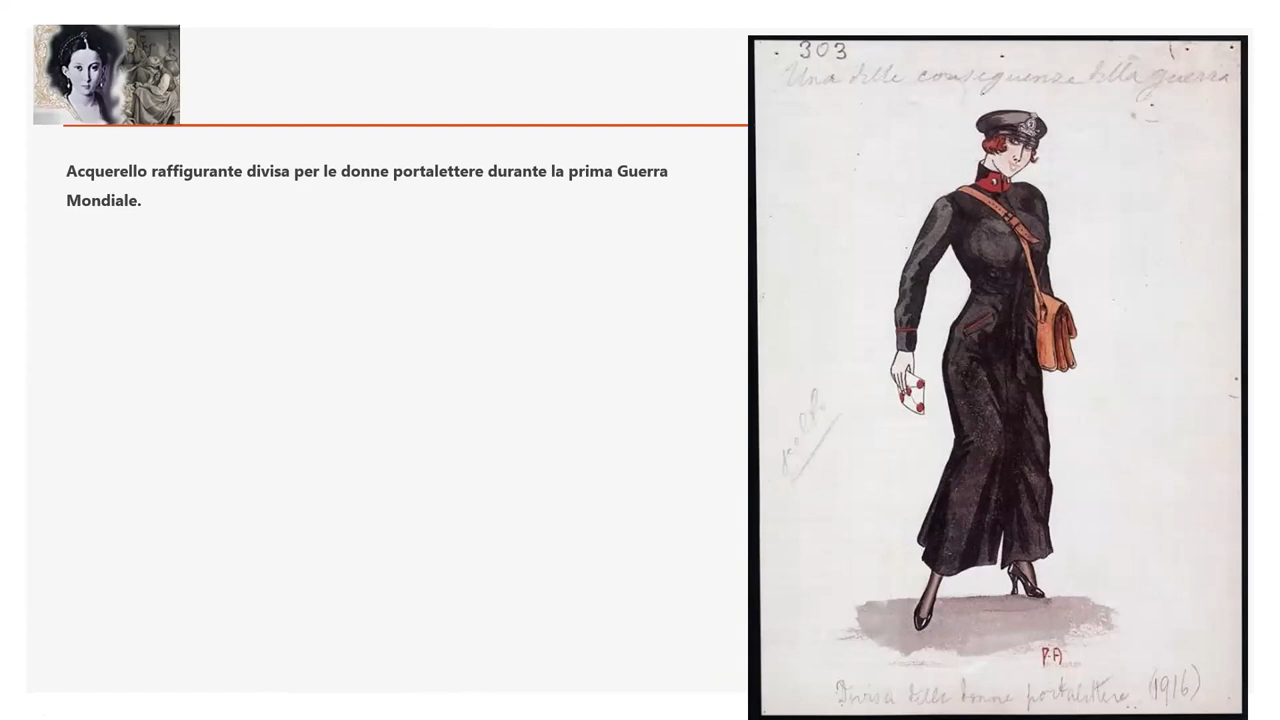 Acquerello raffigurante divisa per le donne portalettere durante la prima Guerra
Mondiale.
303
Una delle conseguenze della guerra
P-A
Divisa delle donne portalettere (1916)